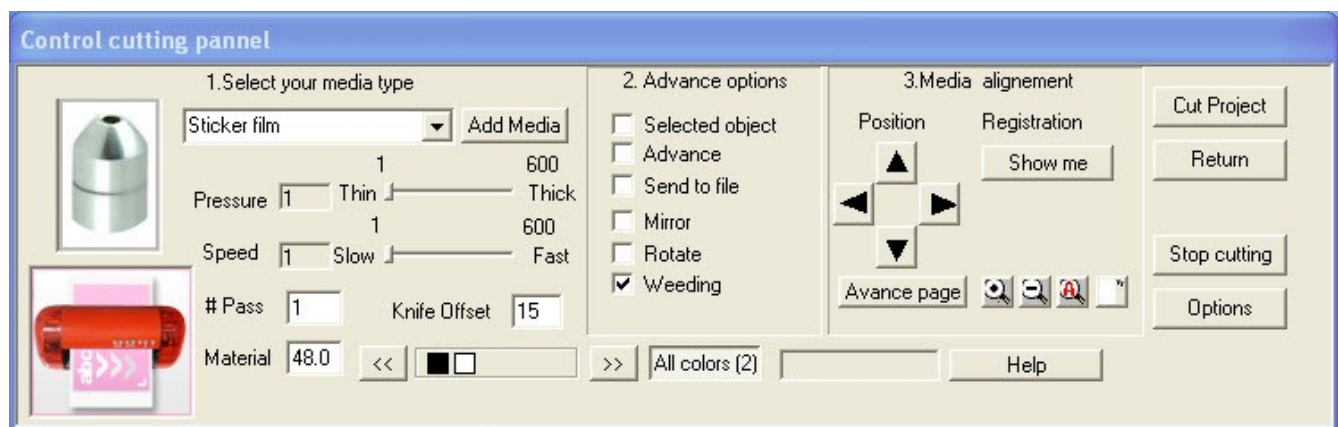 Control cutting pannel
1.Select your media type
Sticker film
Add Media
1 600
Pressure 1 Thin Thick
1 600
Speed 1 Slow Fast
# Pass 1 Knife Offset 15
Material 48.0 <<
2. Advance options
Selected object
Advance
Send to file
Mirror
Rotate
Weeding
3.Media alignement
Position Registration
Show me
Avance page
A
>> All colors (2) Help
Cut Project
Return
Stop cutting
Options
abc